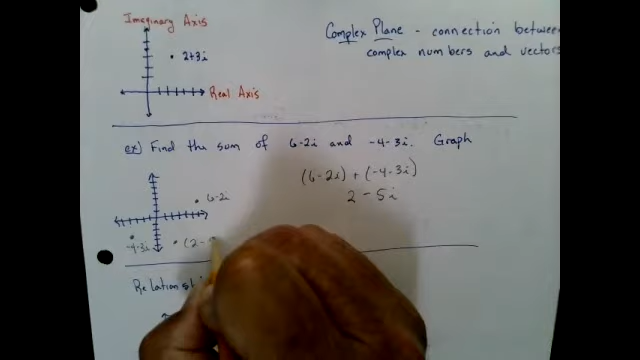 Imaginary Axis
2+3i
Real Axis
Complex Plane - connection between
complex numbers and vectors
ex) Find the sum of 6-2i and -4-3i. Graph
(6-2i) + (-4-3i)
2 - 5i
6-2i
-4-3i
(2-